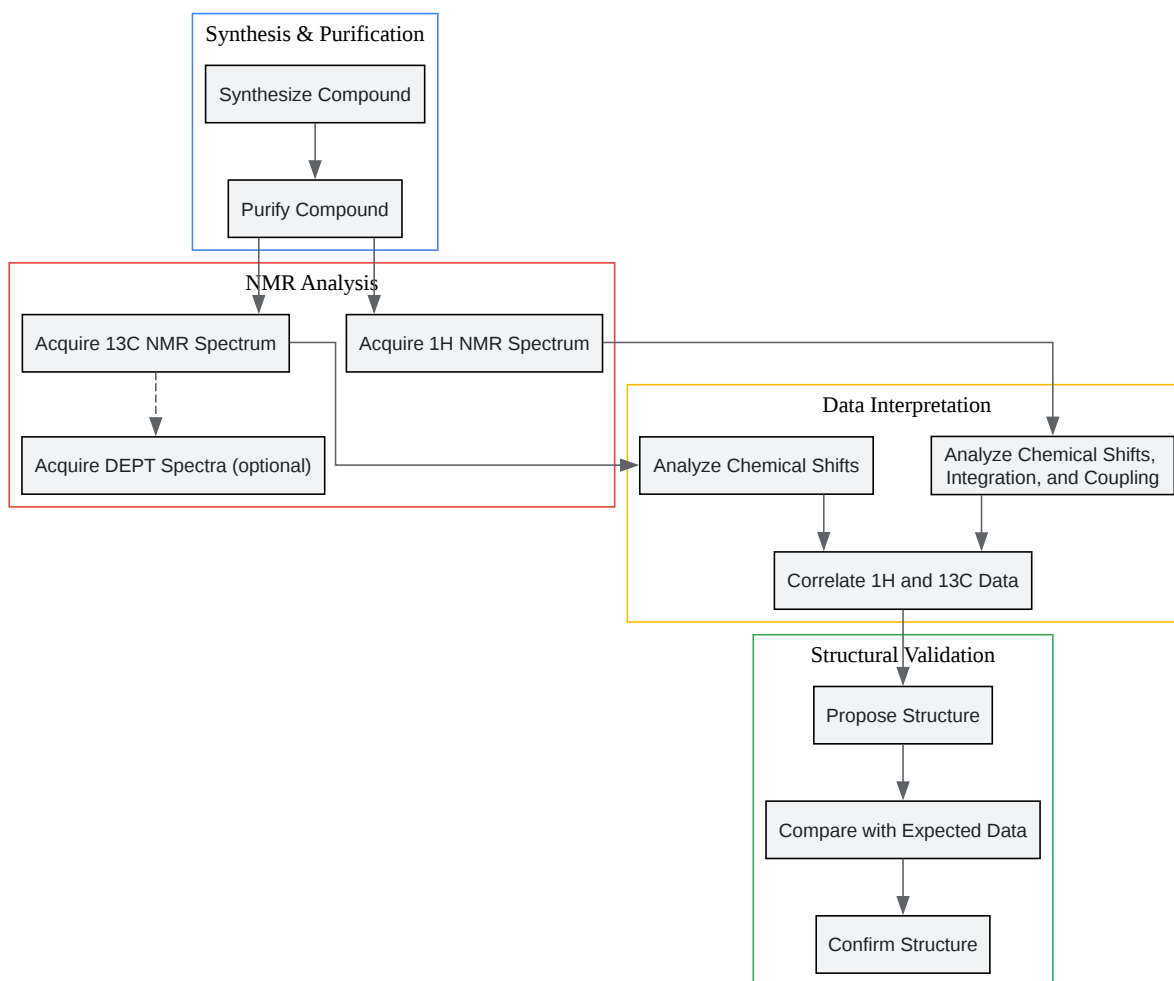 Synthesis & Purification
Synthesize Compound
Purify Compound
NMR Analysis
Acquire 13C NMR Spectrum
Acquire 1H NMR Spectrum
Acquire DEPT Spectra (optional)
Data Interpretation
Analyze Chemical Shifts
Analyze Chemical Shifts,
Integration, and Coupling
Correlate 1H and 13C Data
Structural Validation
Propose Structure
Compare with Expected Data
Confirm Structure